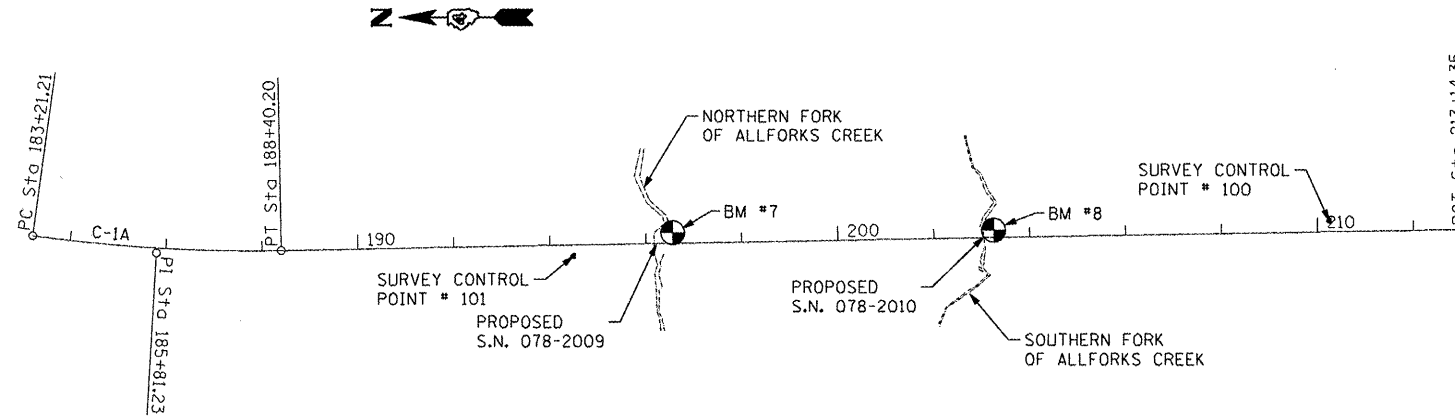 N
PC Sta 183+21.21
C-1A
PI Sta 185+81.23
PT Sta 188+40.20
190
SURVEY CONTROL
POINT # 101
PROPOSED
S.N. 078-2009
NORTHERN FORK
OF ALLFORKS CREEK
BM #7
200
PROPOSED
S.N. 078-2010
BM #8
SOUTHERN FORK
OF ALLFORKS CREEK
SURVEY CONTROL
POINT # 100
210